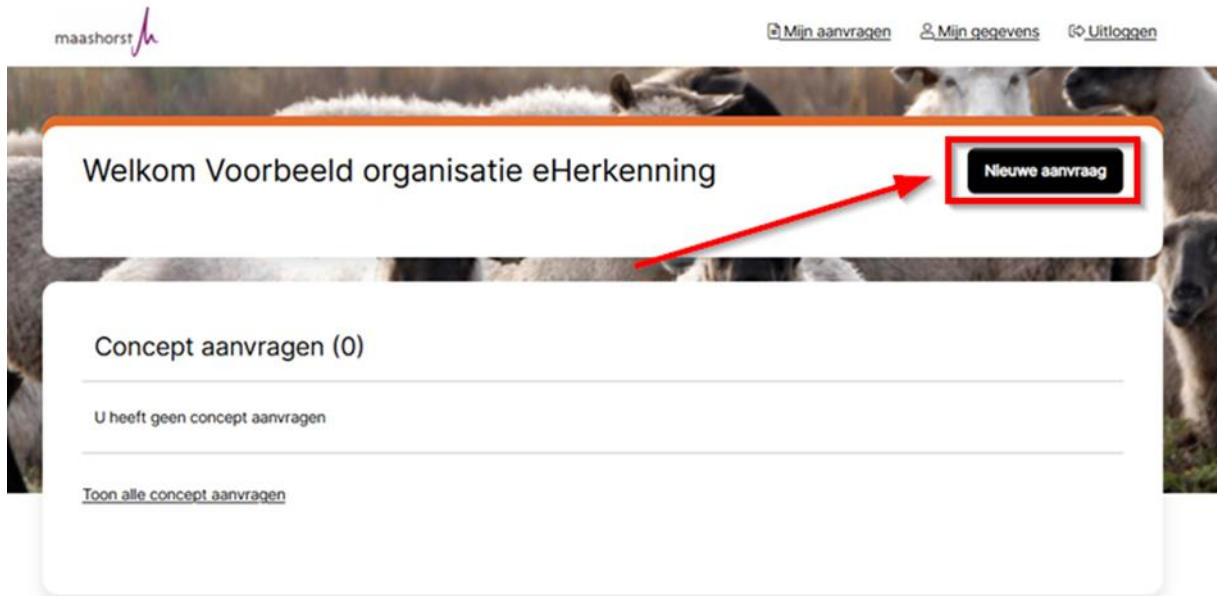 maashorst
Mijn aanvragen Mijn gegevens Uitloggen
Welkom Voorbeeld organisatie eHerkenning
Nieuwe aanvraag
Concept aanvragen (0)
U heeft geen concept aanvragen
Toon alle concept aanvragen